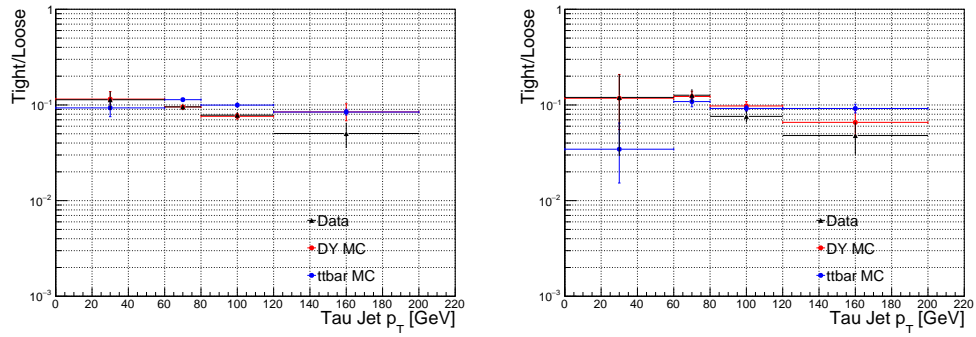 Tight/Loose
1
10⁻¹
10⁻²
10⁻³
Data
DY MC
ttbar MC
0 20 40 60 80 100 120 140 160 180 200 220
Tau Jet p_T [GeV]
Tight/Loose
1
10⁻¹
10⁻²
10⁻³
Data
DY MC
ttbar MC
0 20 40 60 80 100 120 140 160 180 200 220
Tau Jet p_T [GeV]